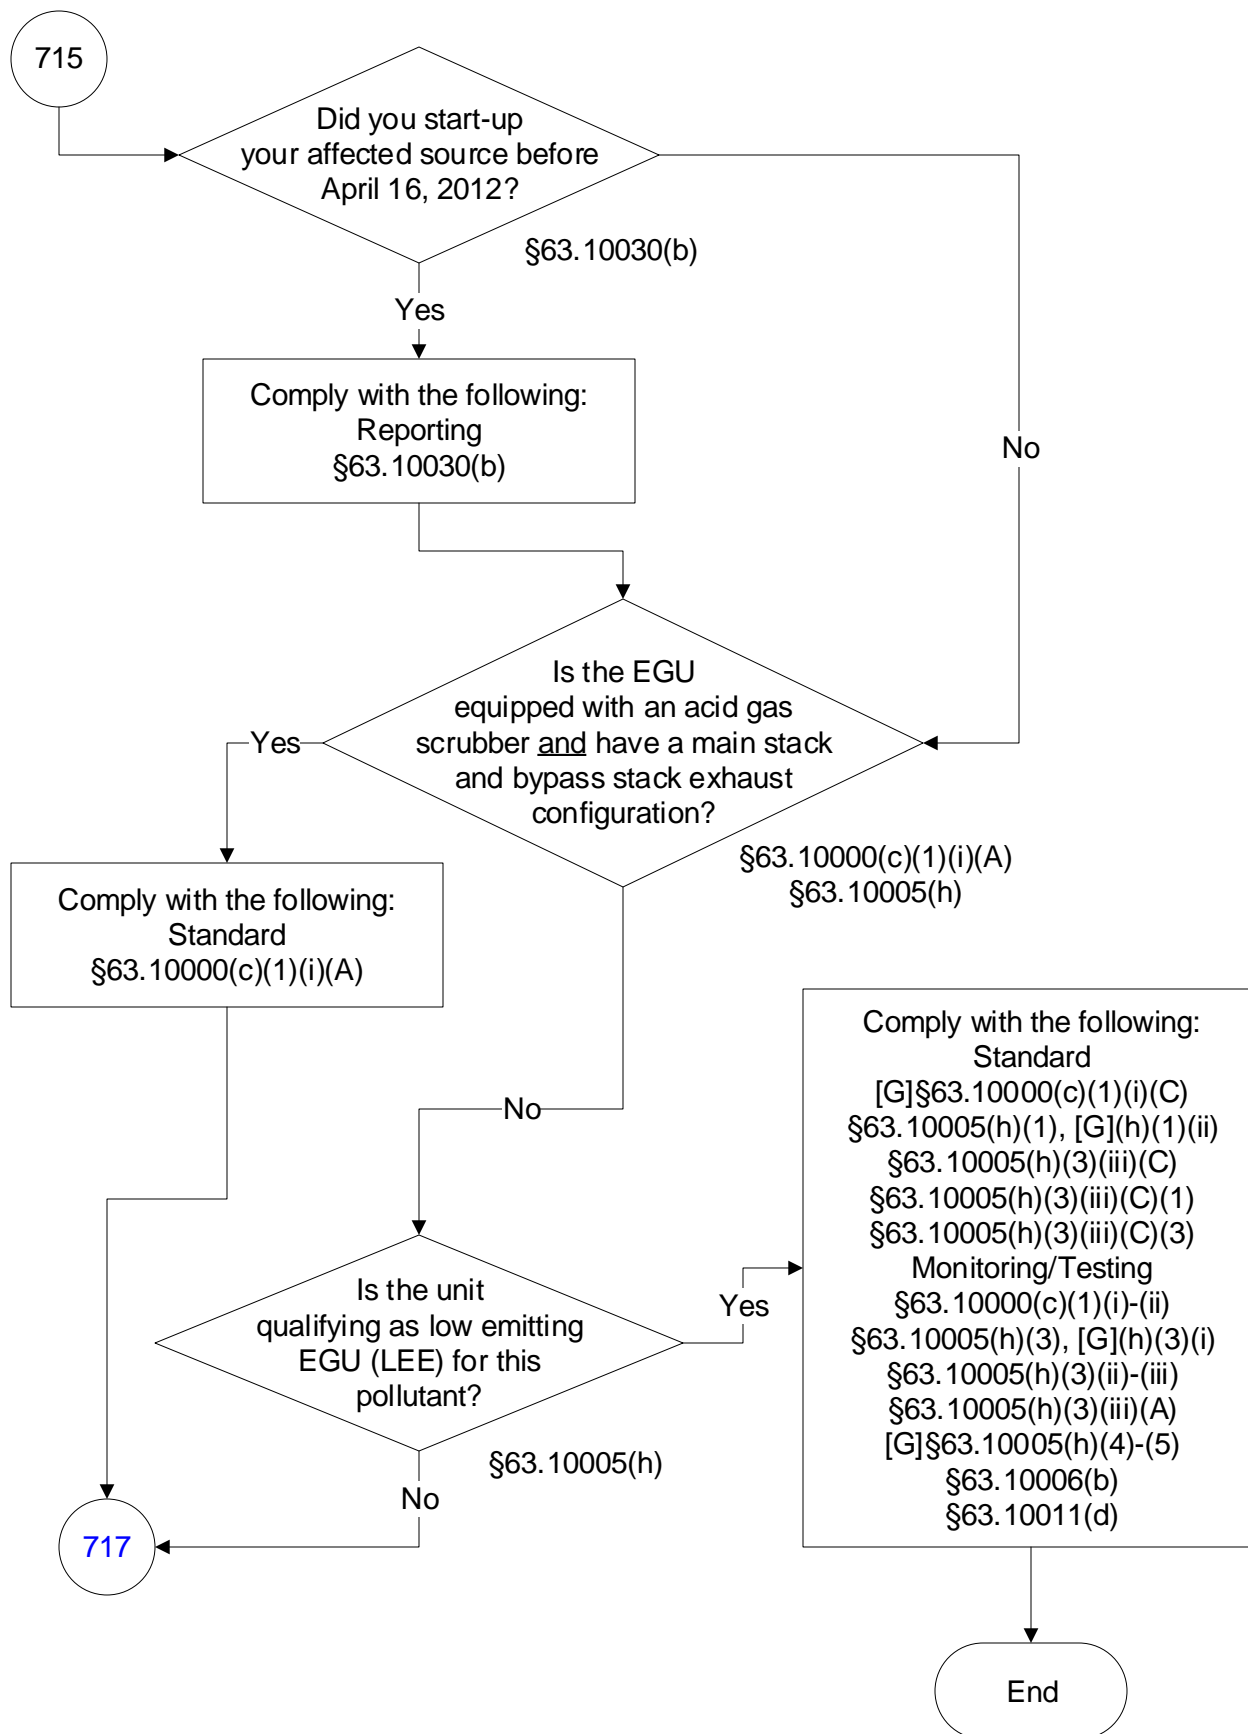 715
Did you start-up
your affected source before
April 16, 2012?
§63.10030(b)
Yes
No
Comply with the following:
Reporting
§63.10030(b)
Is the EGU
equipped with an acid gas
scrubber and have a main stack
and bypass stack exhaust
configuration?
§63.10000(c)(1)(i)(A)
§63.10005(h)
Yes
Comply with the following:
Standard
§63.10000(c)(1)(i)(A)
No
Is the unit
qualifying as low emitting
EGU (LEE) for this
pollutant?
§63.10005(h)
Yes
No
Comply with the following:
Standard
[G]§63.10000(c)(1)(i)(C)
§63.10005(h)(1), [G](h)(1)(ii)
§63.10005(h)(3)(iii)(C)
§63.10005(h)(3)(iii)(C)(1)
§63.10005(h)(3)(iii)(C)(3)
Monitoring/Testing
§63.10000(c)(1)(i)-(ii)
§63.10005(h)(3), [G](h)(3)(i)
§63.10005(h)(3)(ii)-(iii)
§63.10005(h)(3)(iii)(A)
[G]§63.10005(h)(4)-(5)
§63.10006(b)
§63.10011(d)
717
End